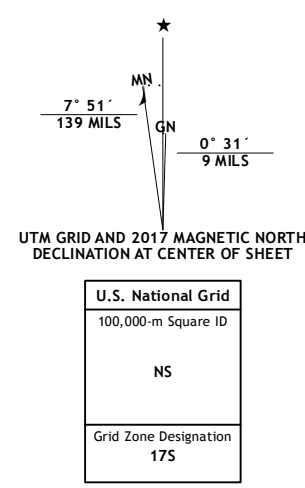 ★
MN
7° 51´
139 MILS
GN
0° 31´
9 MILS
UTM GRID AND 2017 MAGNETIC NORTH
DECLINATION AT CENTER OF SHEET
U.S. National Grid
100,000-m Square ID
NS
Grid Zone Designation
17S